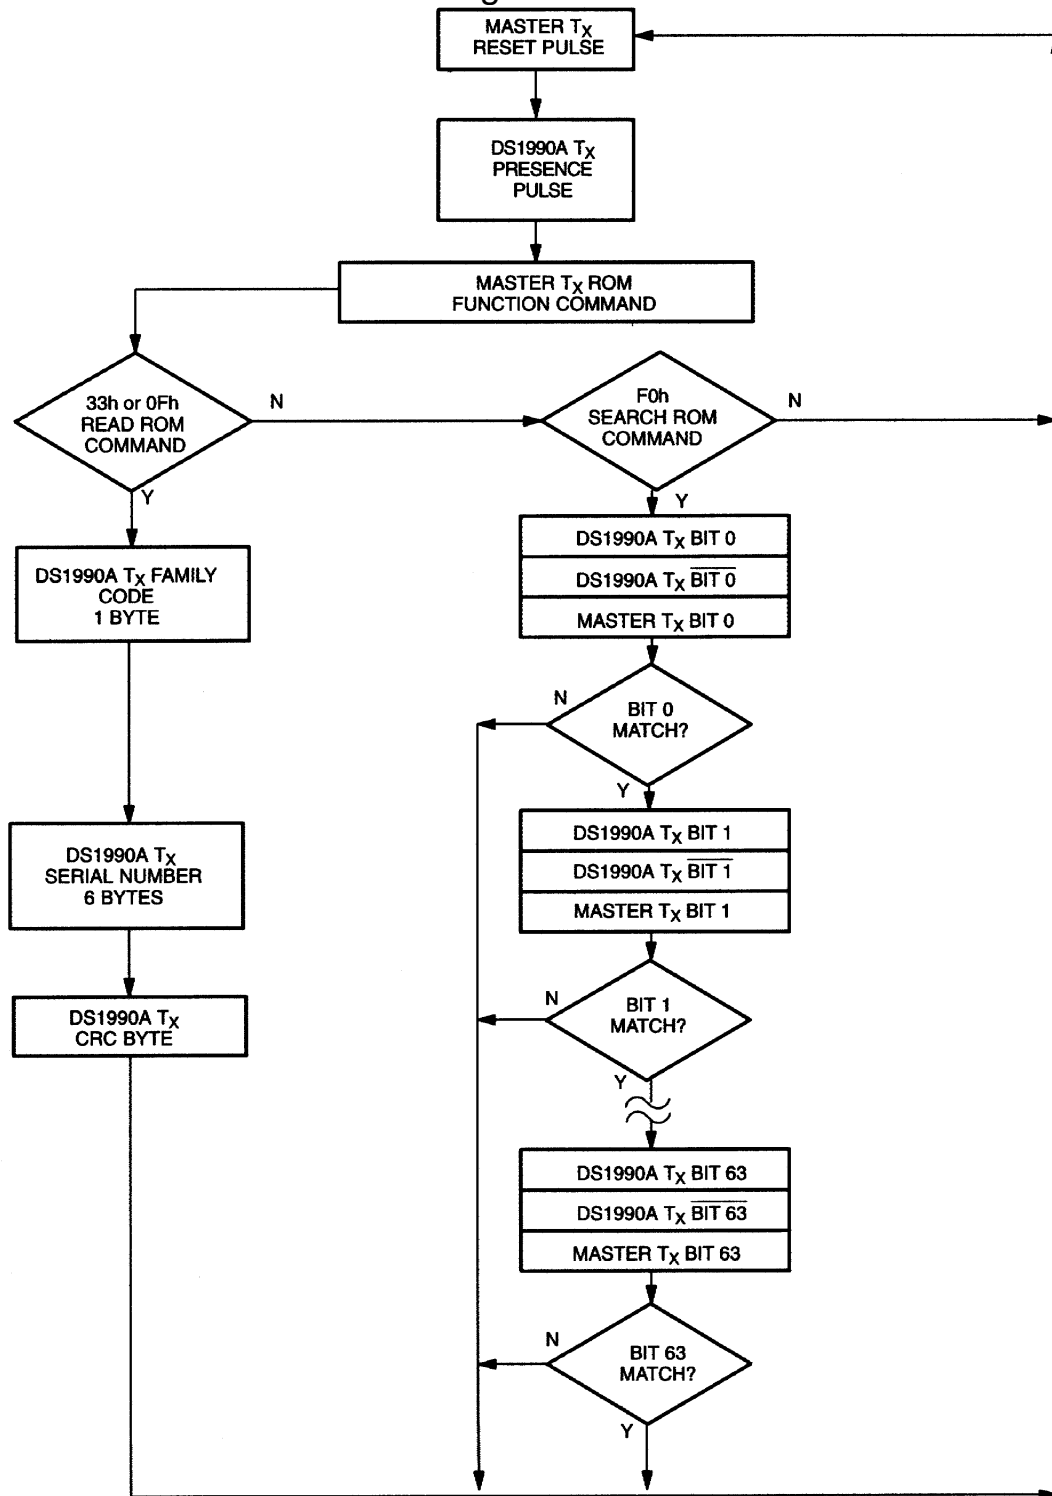 MASTER TX
RESET PULSE
DS1990A TX
PRESENCE
PULSE
MASTER TX ROM
FUNCTION COMMAND
33h or 0Fh
READ ROM
COMMAND
N
Y
F0h
SEARCH ROM
COMMAND
N
Y
DS1990A TX FAMILY
CODE
1 BYTE
DS1990A TX
SERIAL NUMBER
6 BYTES
DS1990A TX
CRC BYTE
DS1990A TX BIT 0
DS1990A TX BIT 0
MASTER TX BIT 0
BIT 0
MATCH?
N
Y
DS1990A TX BIT 1
DS1990A TX BIT 1
MASTER TX BIT 1
BIT 1
MATCH?
N
Y
DS1990A TX BIT 63
DS1990A TX BIT 63
MASTER TX BIT 63
BIT 63
MATCH?
N
Y